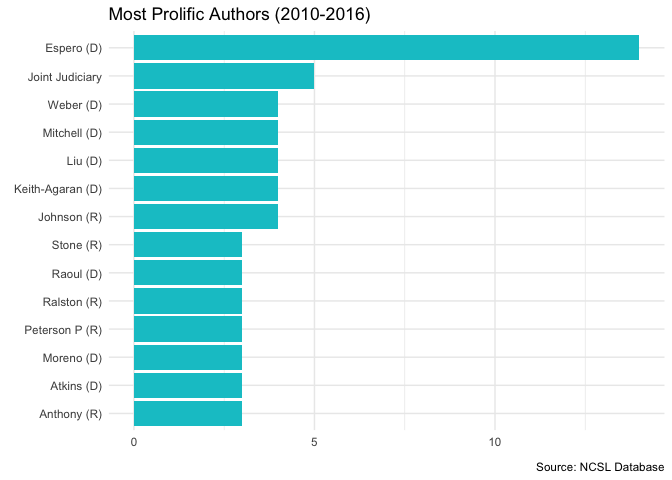 Most Prolific Authors (2010-2016)
Espero (D)
Joint Judiciary
Weber (D)
Mitchell (D)
Liu (D)
Keith-Agaran (D)
Johnson (R)
Stone (R)
Raoul (D)
Ralston (R)
Peterson P (R)
Moreno (D)
Atkins (D)
Anthony (R)
0 5 10
Source: NCSL Database